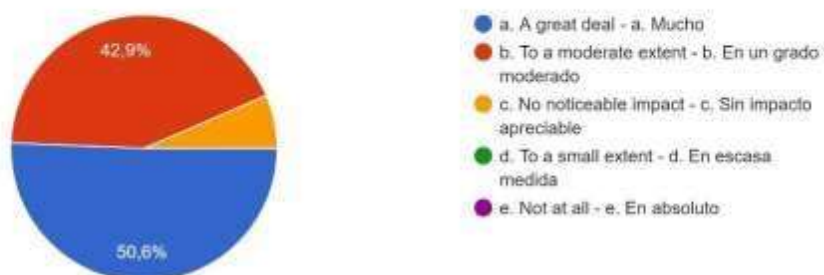 42,9%
50,6%
a. A great deal - a. Mucho
b. To a moderate extent - b. En un grado
moderado
c. No noticeable impact - c. Sin impacto
apreciable
d. To a small extent - d. En escasa
medida
e. Not at all - e. En absoluto